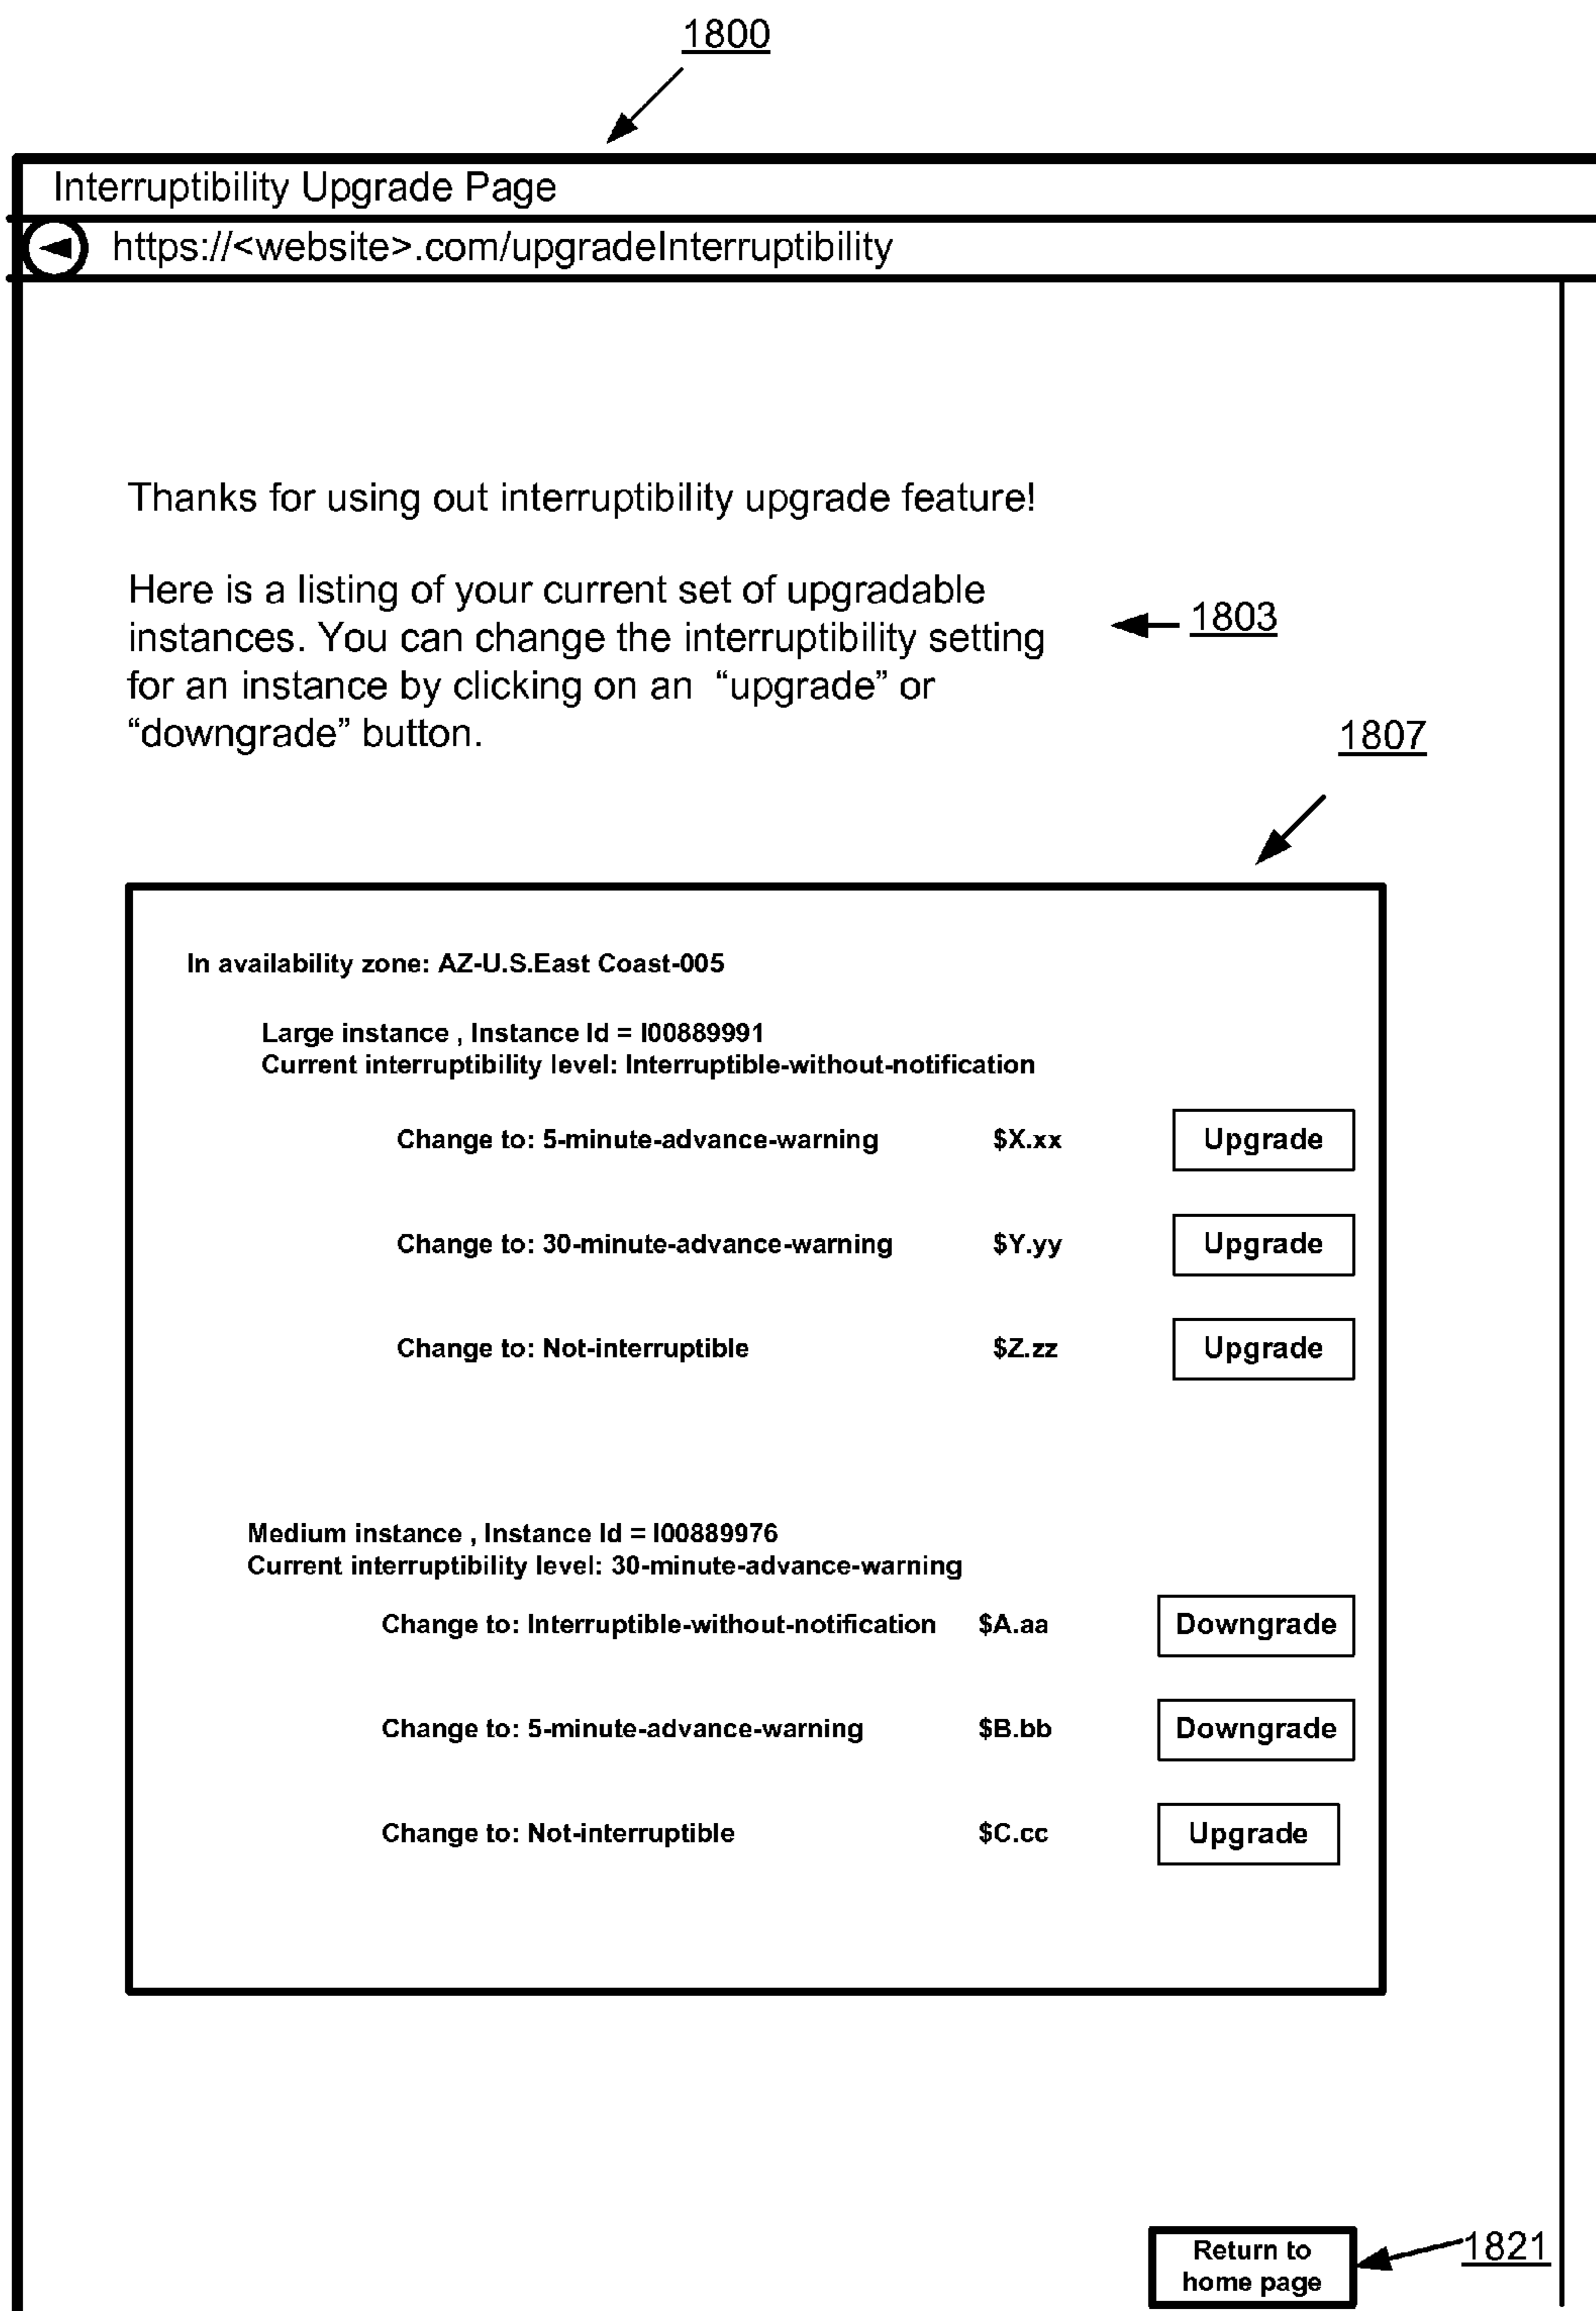 1800
Interruptibility Upgrade Page
https://<website>.com/upgradeInterruptibility
Thanks for using out interruptibility upgrade feature!
Here is a listing of your current set of upgradable
instances. You can change the interruptibility setting
for an instance by clicking on an “upgrade” or
“downgrade” button.
1803
1807
In availability zone: AZ-U.S.East Coast-005
Large instance , Instance Id = I00889991
Current interruptibility level: Interruptible-without-notification
Change to: 5-minute-advance-warning $X.xx Upgrade
Change to: 30-minute-advance-warning $Y.yy Upgrade
Change to: Not-interruptible $Z.zz Upgrade
Medium instance , Instance Id = I00889976
Current interruptibility level: 30-minute-advance-warning
Change to: Interruptible-without-notification $A.aa Downgrade
Change to: 5-minute-advance-warning $B.bb Downgrade
Change to: Not-interruptible $C.cc Upgrade
Return to
home page
1821